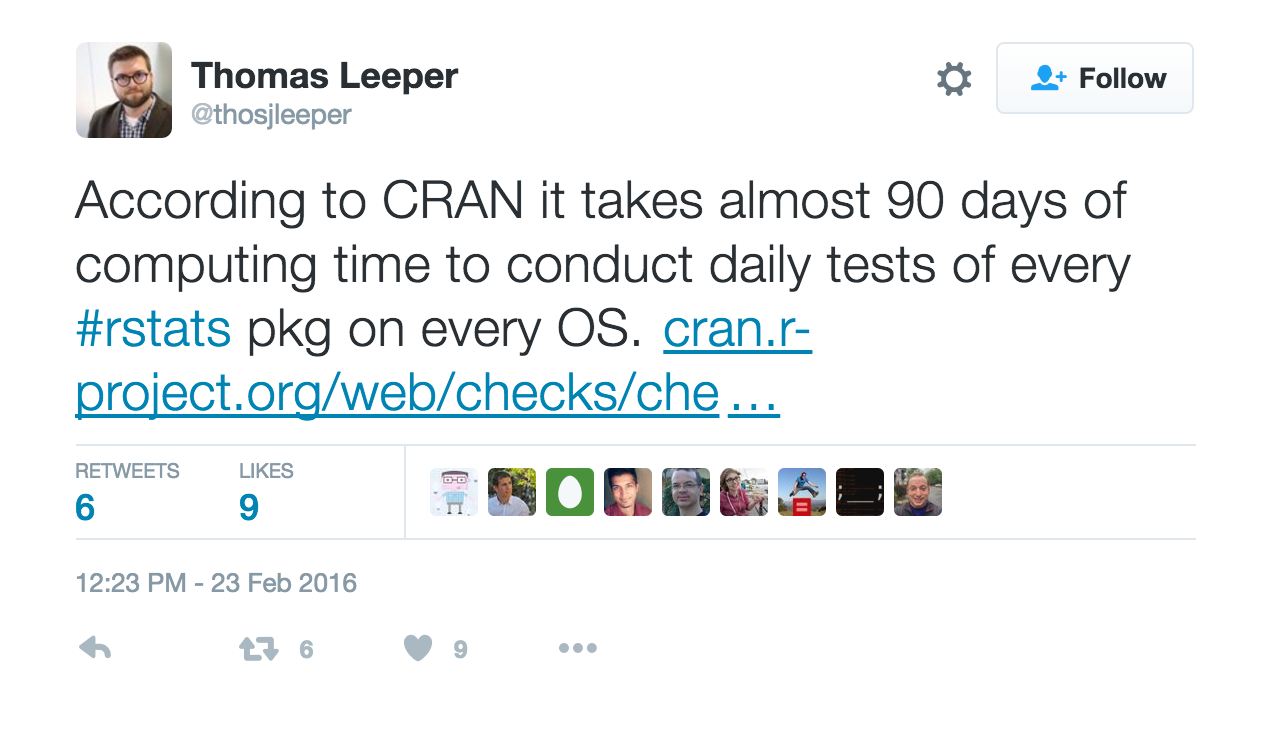 Thomas Leeper
@thosjleeper
Follow
According to CRAN it takes almost 90 days of
computing time to conduct daily tests of every
#rstats pkg on every OS. cran.r-
project.org/web/checks/che …
RETWEETS LIKES
6 9
12:23 PM - 23 Feb 2016
6 9